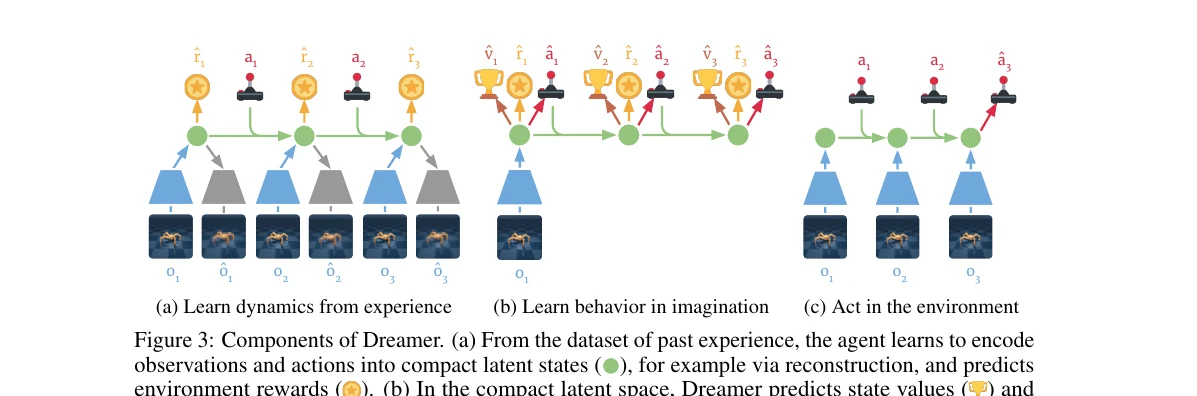 r̂1 a1 r̂2 a2 r̂3
v̂1 r̂1 â1 v̂2 r̂2 â2 v̂3 r̂3 â3
a1 a2 â3
o1 ô1 o2 ô2 o3 ô3
o1
o1 o2 o3
(a) Learn dynamics from experience
(b) Learn behavior in imagination
(c) Act in the environment
Figure 3: Components of Dreamer. (a) From the dataset of past experience, the agent learns to encode
observations and actions into compact latent states (), for example via reconstruction, and predicts
environment rewards (). (b) In the compact latent space, Dreamer predicts state values () and